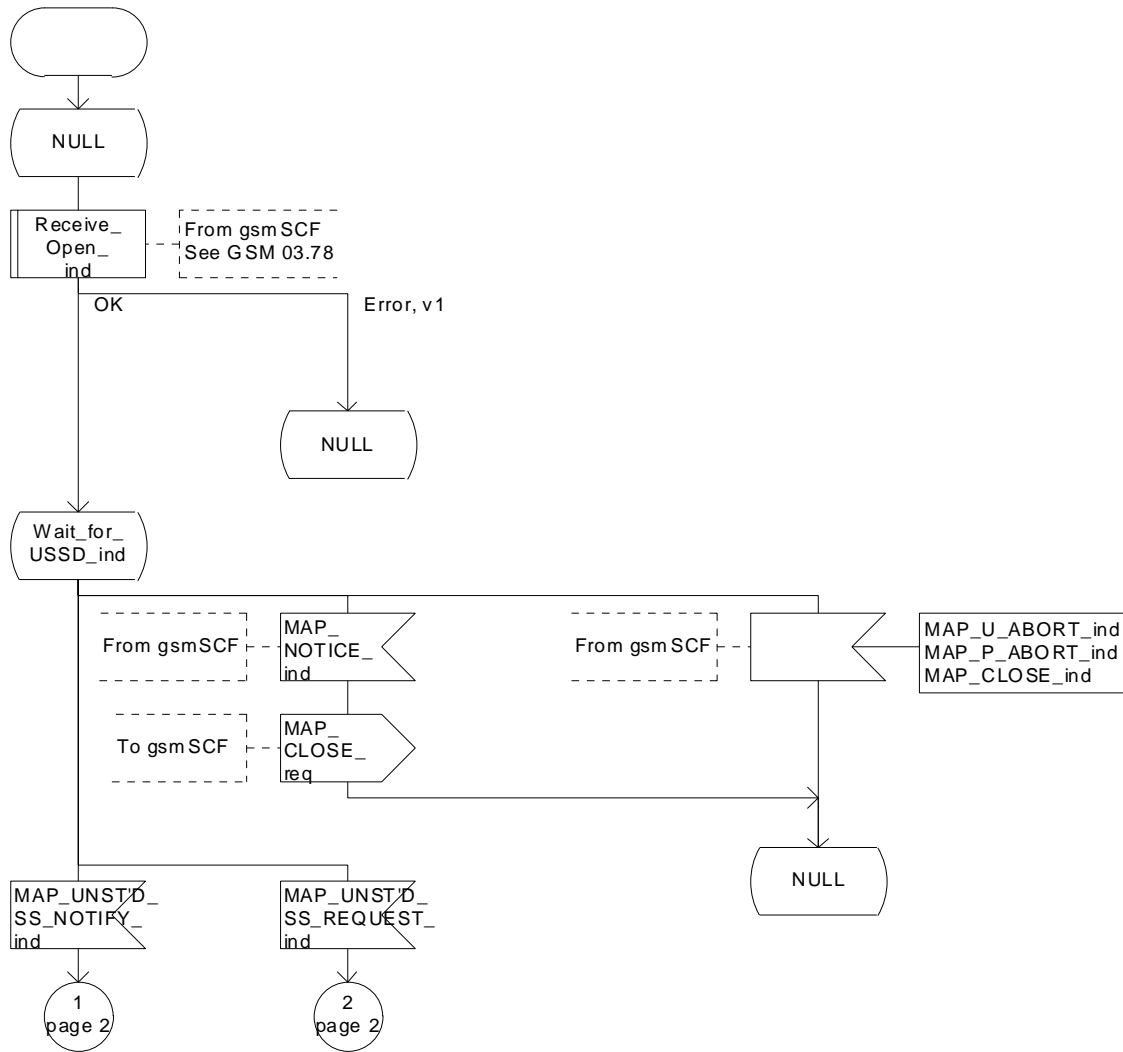 NULL
Receive_
Open_
ind
From gsmSCF
See GSM 03.78
OK
Error, v1
NULL
Wait_for_
USSD_ind
From gsmSCF
MAP_
NOTICE_
ind
From gsmSCF
MAP_U_ABORT_ind
MAP_P_ABORT_ind
MAP_CLOSE_ind
To gsmSCF
MAP_
CLOSE_
req
NULL
MAP_UNST'D_
SS_NOTIFY_
ind
MAP_UNST'D_
SS_REQUEST_
ind
1
page 2
2
page 2